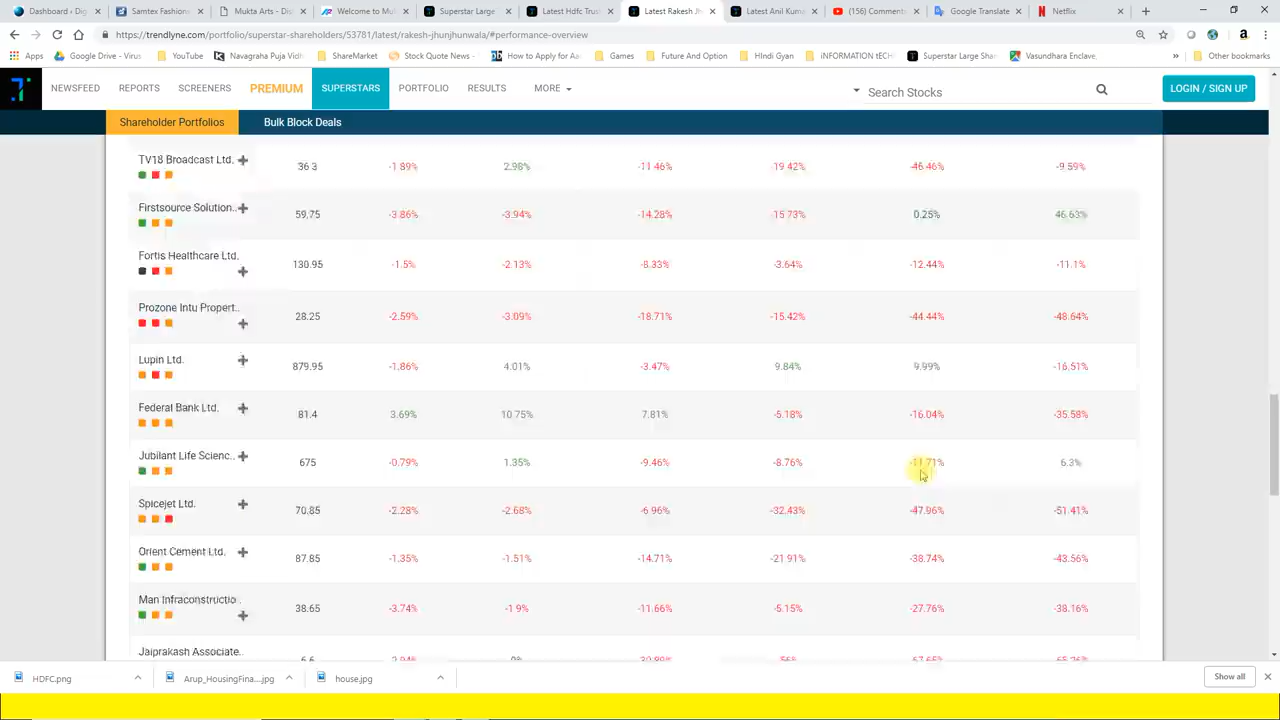 Dashboard ‹ Dig
Samtex Fashions
Mukta Arts - Dis
Welcome to Mul
Superstar Large
Latest Hdfc Trus
Latest Rakesh Jh
Latest Anil Kuma
(156) Comment
Google Translate
Netflix
https://trendlyne.com/portfolio/superstar-shareholders/53781/latest/rakesh-jhunjhunwala/#performance-overview
Apps
Google Drive - Virus
YouTube
Navagraha Puja Vidh
ShareMarket
Stock Quote News -
How to Apply for Aa
Games
Future And Option
HIndi Gyan
iNFORMATION tECH
Superstar Large Shar
Vasundhara Enclave,
»
Other bookmarks
NEWSFEED
REPORTS
SCREENERS
PREMIUM
SUPERSTARS
PORTFOLIO
RESULTS
MORE
Search Stocks
LOGIN / SIGN UP
Shareholder Portfolios
Bulk Block Deals
TV18 Broadcast Ltd. 36.3 -1.89% 2.98% -11.46% -19.42% -46.46% -9.59%
Firstsource Solution.. 59.75 -3.86% -3.94% -14.28% -15.73% 0.25% 46.63%
Fortis Healthcare Ltd. 130.95 -1.5% -2.13% -8.33% -3.64% -12.44% -11.1%
Prozone Intu Propert.. 28.25 -2.59% -3.09% -18.71% -15.42% -44.44% -48.64%
Lupin Ltd. 879.95 -1.86% 4.01% -3.47% 9.84% 9.99% -16.51%
Federal Bank Ltd. 81.4 3.69% 10.75% 7.81% -5.18% -16.04% -35.58%
Jubilant Life Scienc.. 675 -0.79% 1.35% -9.46% -8.76% -11.71% 6.3%
Spicejet Ltd. 70.85 -2.28% -2.68% -6.96% -32.43% -47.96% -51.41%
Orient Cement Ltd. 87.85 -1.35% -1.51% -14.71% -21.91% -38.74% -43.56%
Man Infraconstructio.. 38.65 -3.74% -1.9% -11.66% -5.15% -27.76% -38.16%
Jaiprakash Associate..
HDFC.png
Arup_HousingFina....jpg
house.jpg
Show all